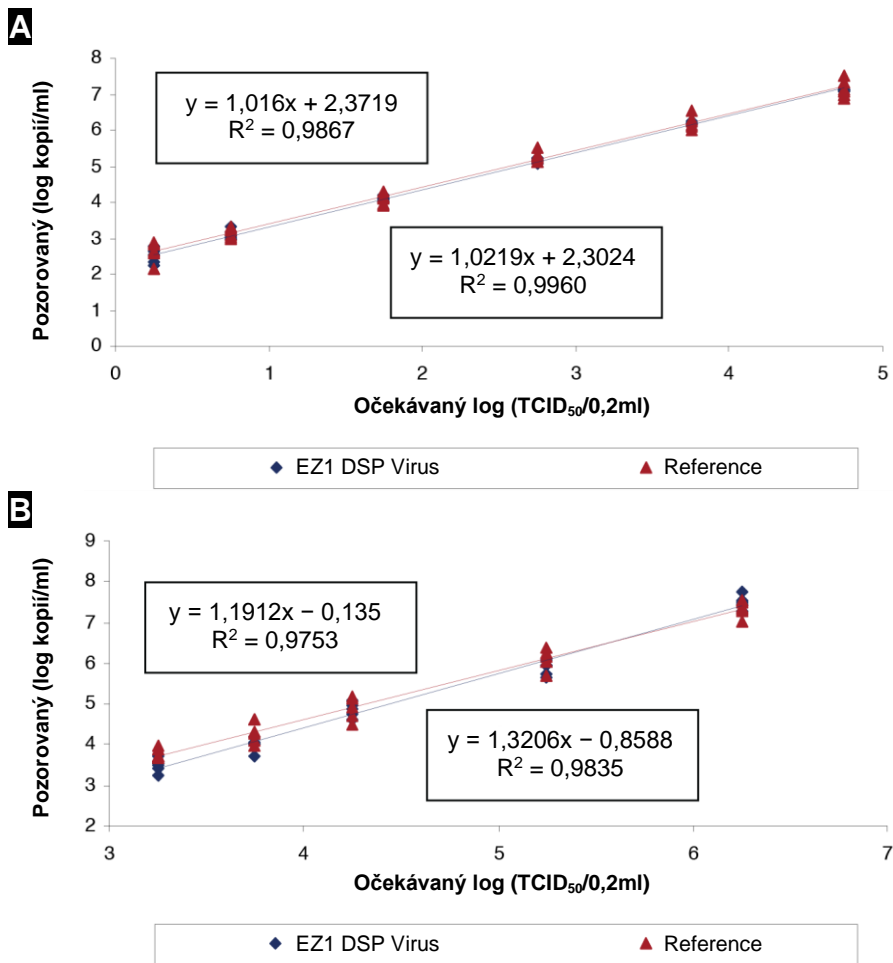 A
8
7
6
5
4
3
2
1
0
Pozorovaný (log kopií/ml)
y = 1,016x + 2,3719
R² = 0,9867
y = 1,0219x + 2,3024
R² = 0,9960
0 1 2 3 4 5
Očekávaný log (TCID₅₀/0,2ml)
EZ1 DSP Virus Reference
B
9
8
7
6
5
4
3
2
Pozorovaný (log kopií/ml)
y = 1,1912x − 0,135
R² = 0,9753
y = 1,3206x − 0,8588
R² = 0,9835
3 4 5 6 7
Očekávaný log (TCID₅₀/0,2ml)
EZ1 DSP Virus Reference